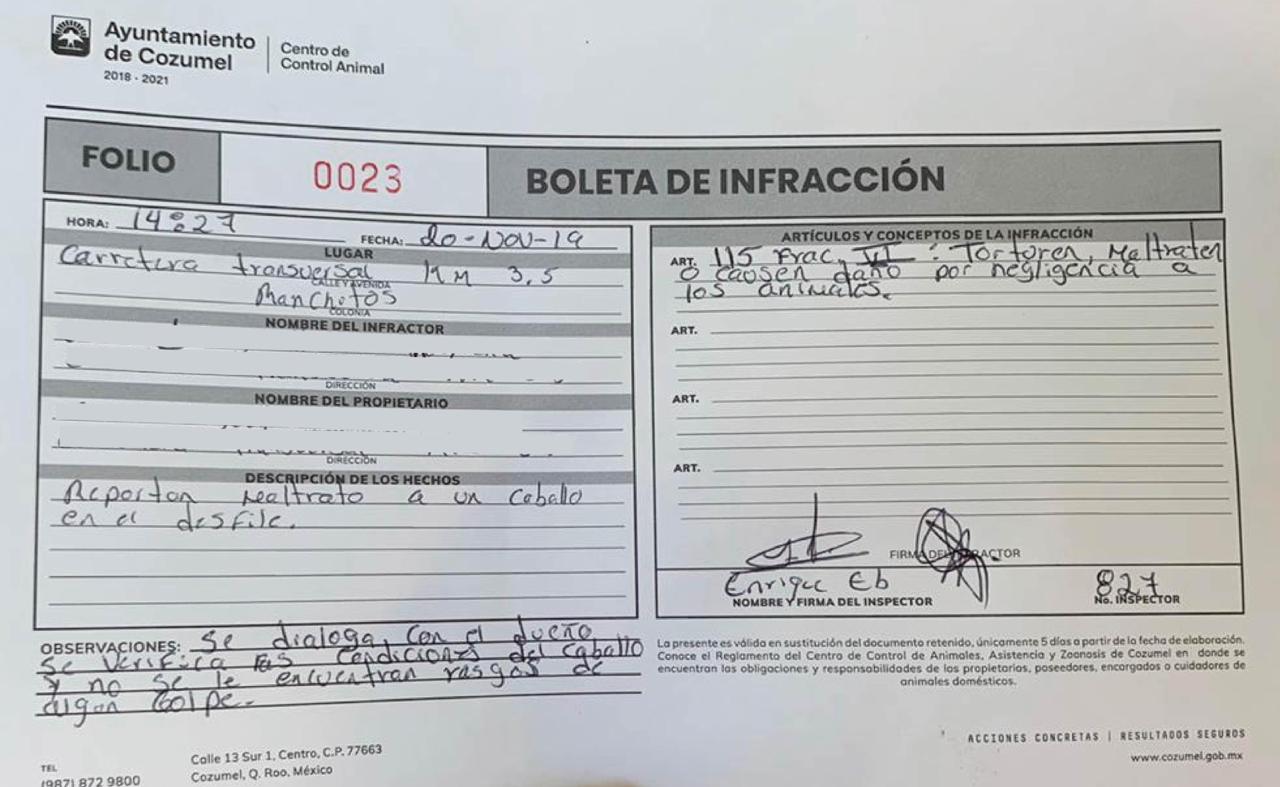 Ayuntamiento
de Cozumel
2018 - 2021
Centro de
Control Animal
FOLIO
0023
BOLETA DE INFRACCIÓN
HORA: 14:27
FECHA: 20-NOV-19
LUGAR
Carretera transversal KM 3.5
CALLE Y AVENIDA
Ranchitos
COLONIA
NOMBRE DEL INFRACTOR
DIRECCIÓN
NOMBRE DEL PROPIETARIO
DIRECCIÓN
DESCRIPCIÓN DE LOS HECHOS
Reportan Maltrato a un Caballo
en el desfile.
OBSERVACIONES: Se dialoga, Con el dueño
Se Verifica las Condiciones del Caballo
y no se le encuentran rasgos de
algun Golpe.
ARTÍCULOS Y CONCEPTOS DE LA INFRACCIÓN
ART. 115 Frac. VI : Torturen, Maltraten
O causen daño por negligencia a
los animales.
ART.
ART.
ART.
FIRMA DEL INFRACTOR
Enrique Eb
NOMBRE Y FIRMA DEL INSPECTOR
827
No. INSPECTOR
La presente es válida en sustitución del documento retenido, únicamente 5 días a partir de la fecha de elaboración.
Conoce el Reglamento del Centro de Control de Animales, Asistencia y Zoonosis de Cozumel en donde se
encuentran las obligaciones y responsabilidades de los propietarios, poseedores, encargados o cuidadores de
animales domésticos.
ACCIONES CONCRETAS | RESULTADOS SEGUROS
www.cozumel.gob.mx
TEL
(987) 872 9800
Calle 13 Sur 1, Centro, C.P. 77663
Cozumel, Q. Roo, México